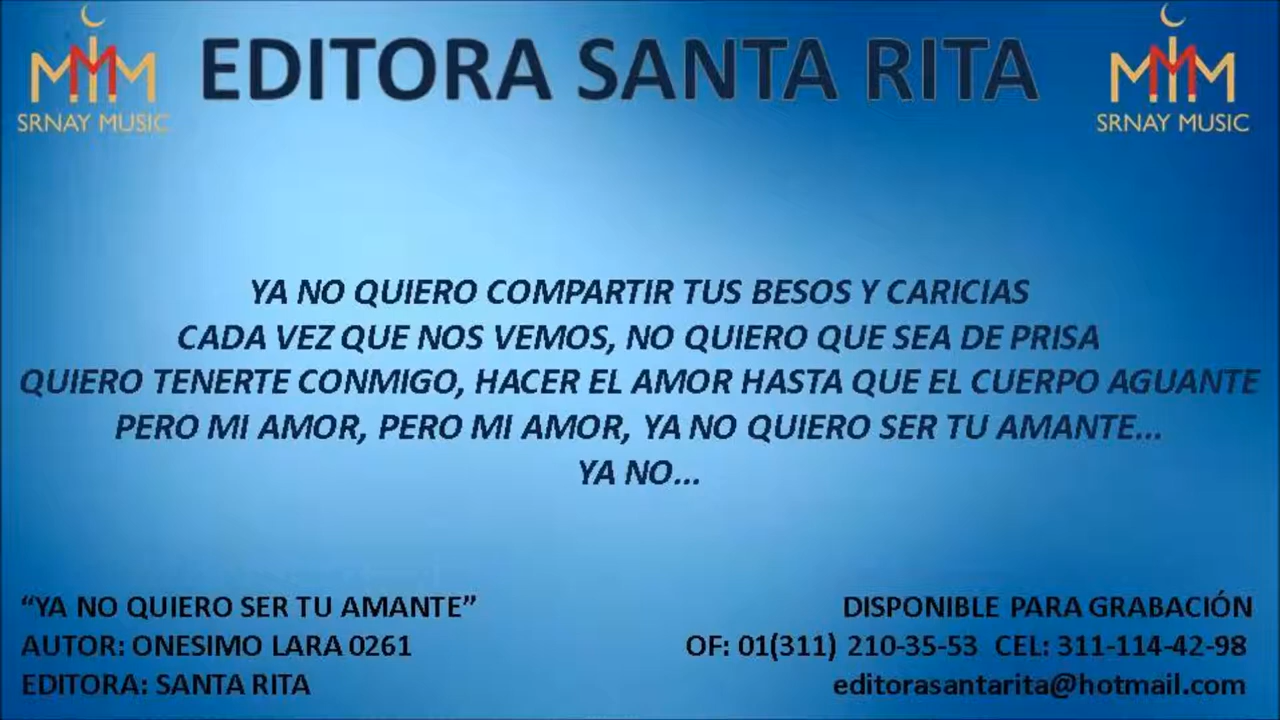 EDITORA SANTA RITA
SRNAY MUSIC
SRNAY MUSIC
YA NO QUIERO COMPARTIR TUS BESOS Y CARICIAS
CADA VEZ QUE NOS VEMOS, NO QUIERO QUE SEA DE PRISA
QUIERO TENERTE CONMIGO, HACER EL AMOR HASTA QUE EL CUERPO AGUANTE
PERO MI AMOR, PERO MI AMOR, YA NO QUIERO SER TU AMANTE...
YA NO...
“YA NO QUIERO SER TU AMANTE”
AUTOR: ONESIMO LARA 0261
EDITORA: SANTA RITA
DISPONIBLE PARA GRABACIÓN
OF: 01(311) 210-35-53 CEL: 311-114-42-98
editorasantarita@hotmail.com